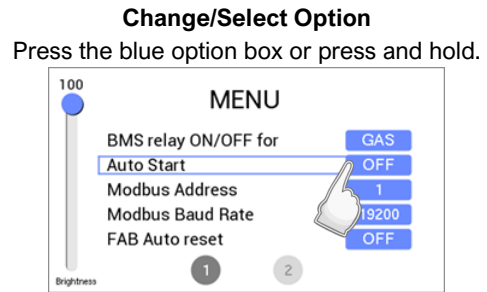 Change/Select Option
Press the blue option box or press and hold.
100
MENU
BMS relay ON/OFF for GAS
Auto Start OFF
Modbus Address 1
Modbus Baud Rate 19200
FAB Auto reset OFF
1 2
Brightness